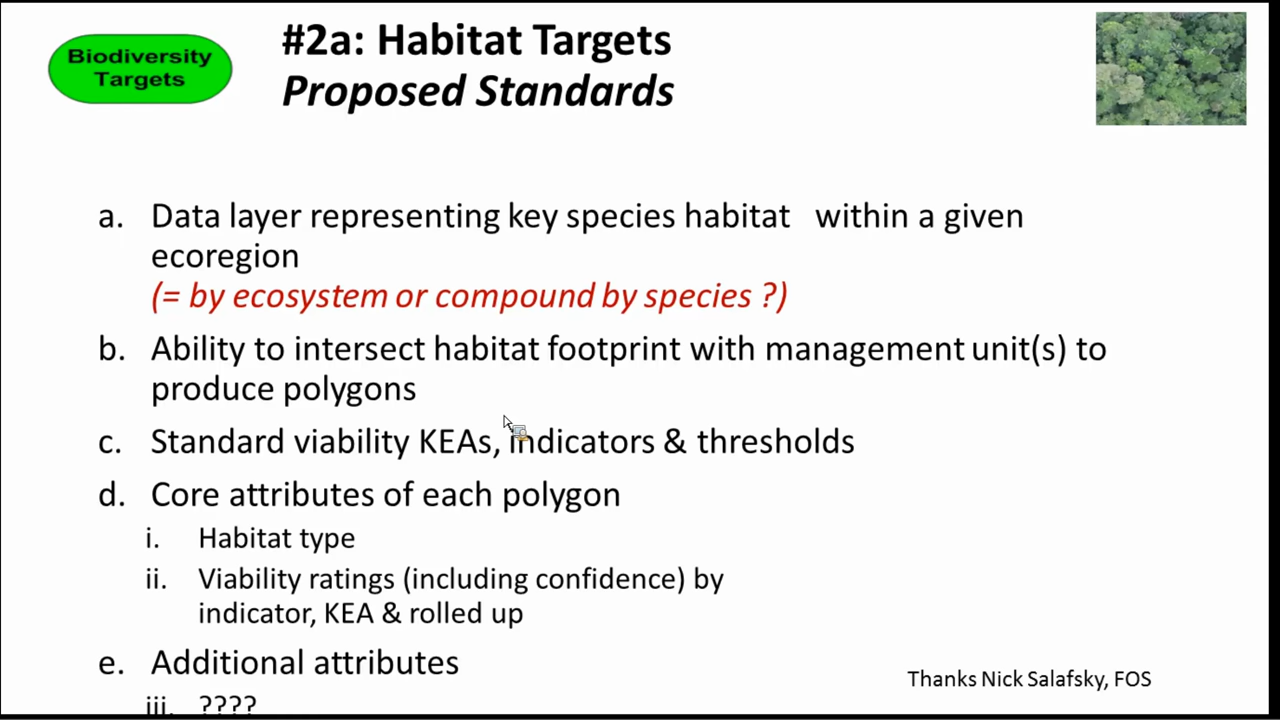 Biodiversity
Targets
#2a: Habitat Targets
Proposed Standards
a. Data layer representing key species habitat within a given
ecoregion
(= by ecosystem or compound by species ?)
b. Ability to intersect habitat footprint with management unit(s) to
produce polygons
c. Standard viability KEAs, indicators & thresholds
d. Core attributes of each polygon
i. Habitat type
ii. Viability ratings (including confidence) by
indicator, KEA & rolled up
e. Additional attributes
iii. ????
Thanks Nick Salafsky, FOS